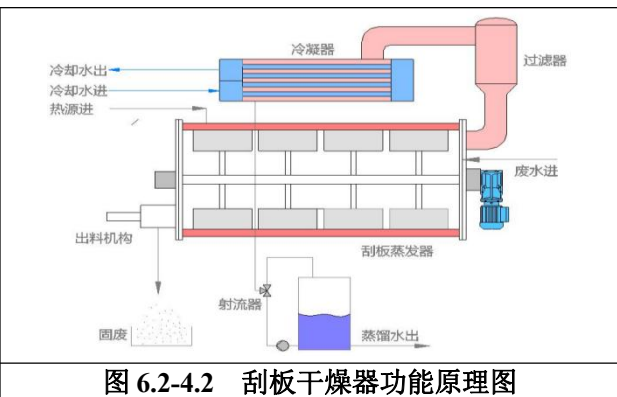 冷凝器
过滤器
冷却水出
冷却水进
热源进
废水进
出料机构
刮板蒸发器
射流器
固废
蒸馏水出
图 6.2-4.2 刮板干燥器功能原理图